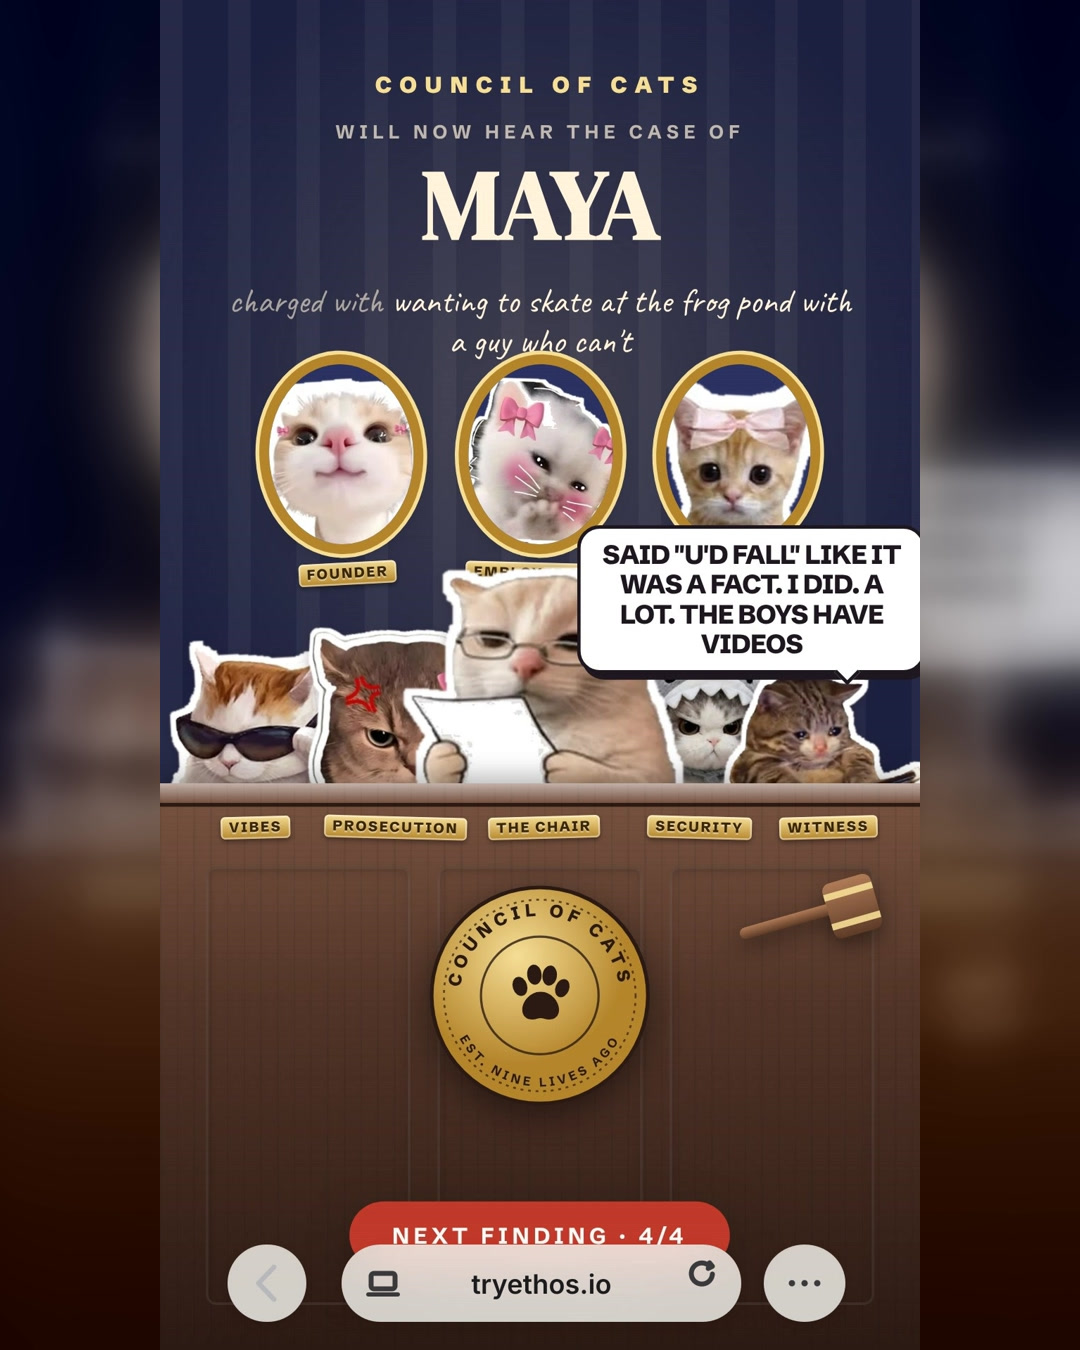 COUNCIL OF CATS
WILL NOW HEAR THE CASE OF
MAYA
charged with wanting to skate at the frog pond with
a guy who can't
FOUNDER
SAID "U'D FALL" LIKE IT
WAS A FACT. I DID. A
LOT. THE BOYS HAVE
VIDEOS
VIBES
PROSECUTION
THE CHAIR
SECURITY
WITNESS
COUNCIL OF CATS
EST. NINE LIVES AGO
NEXT FINDING · 4/4
tryethos.io